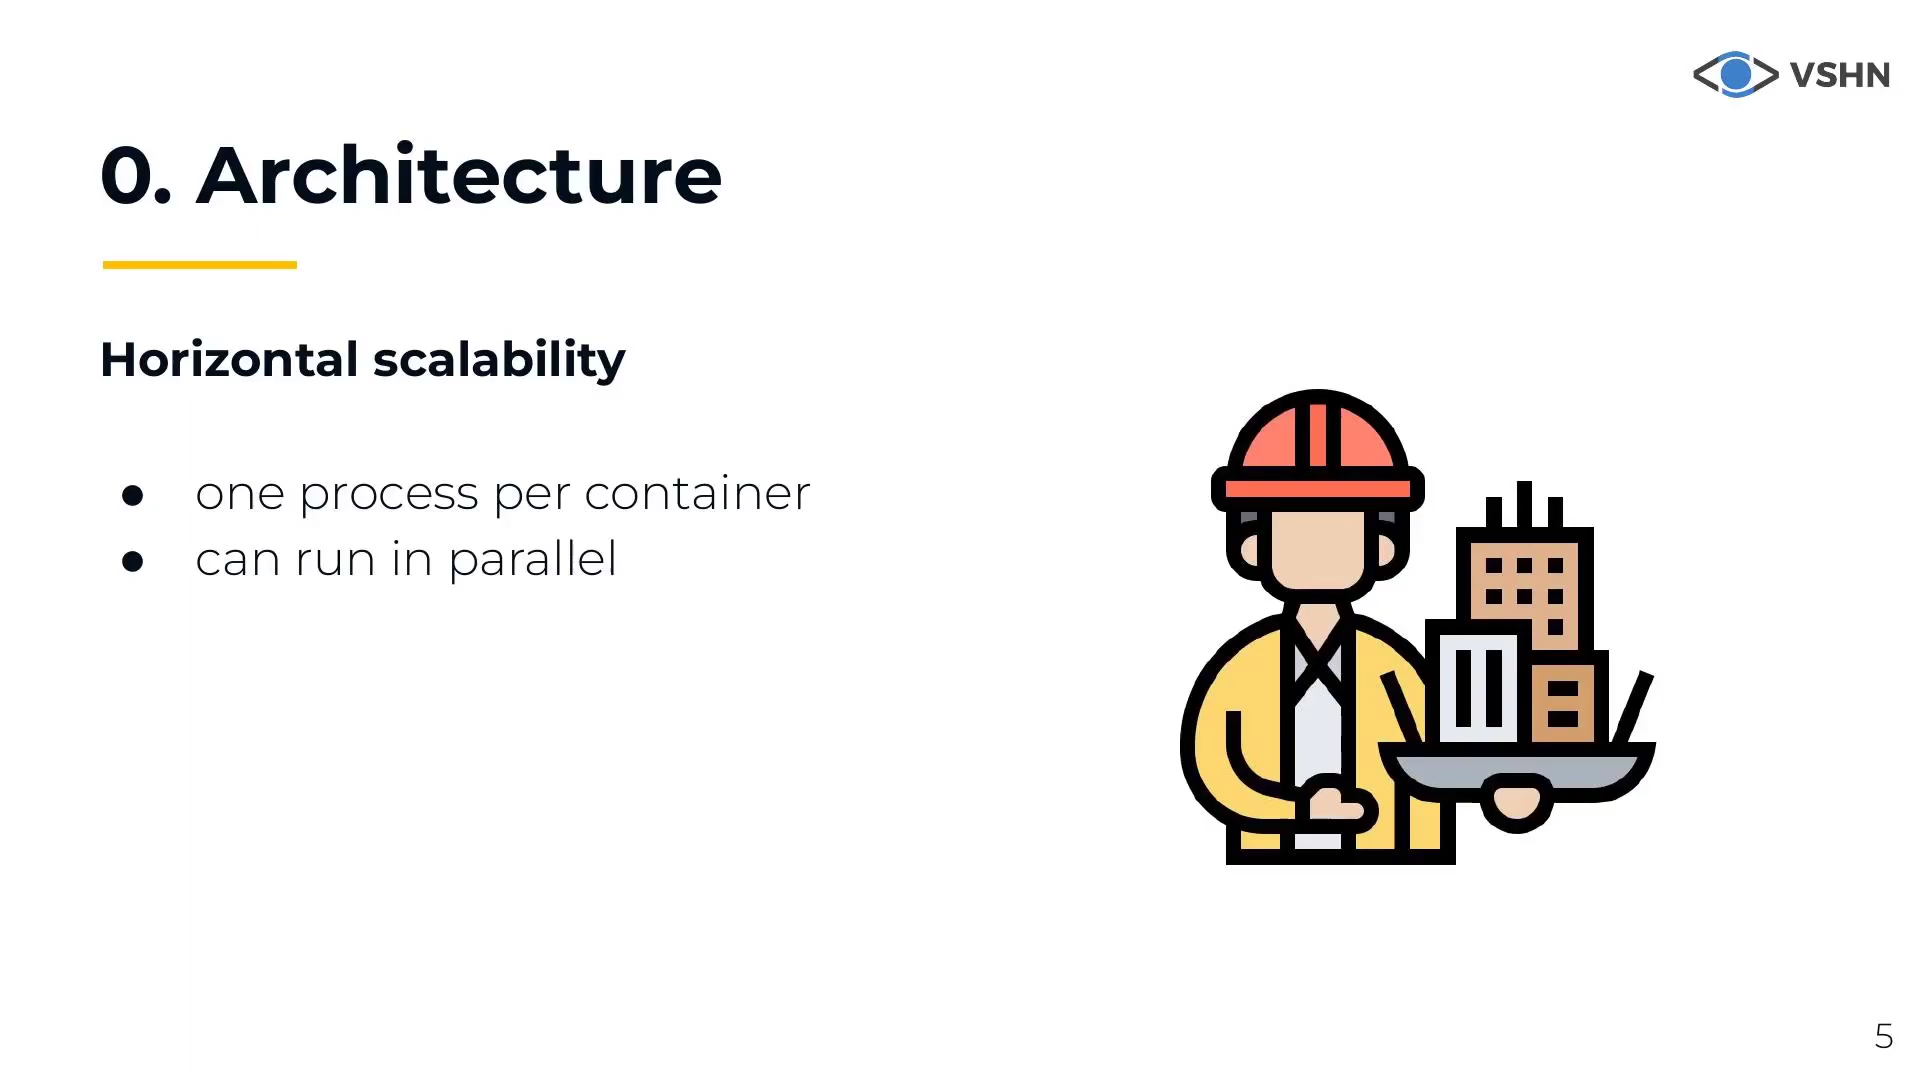 VSHN
0. Architecture
Horizontal scalability
● one process per container
● can run in parallel
5